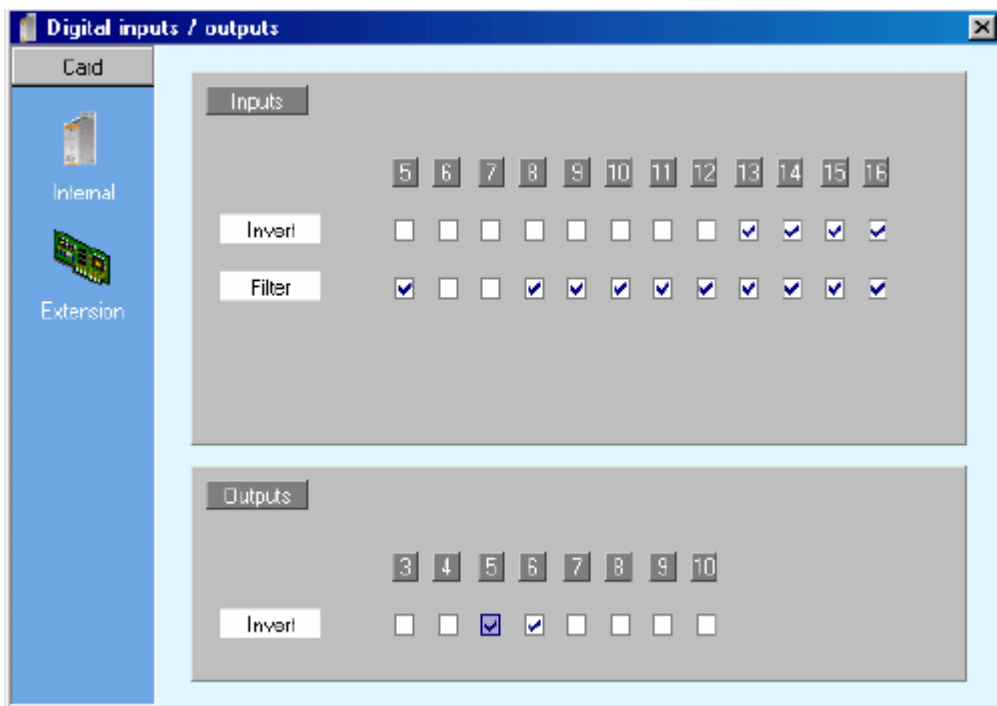 Digital inputs / outputs
Card
Internal
Extension
Inputs
5 6 7 8 9 10 11 12 13 14 15 16
Invert
Filter
Outputs
3 4 5 6 7 8 9 10
Invert